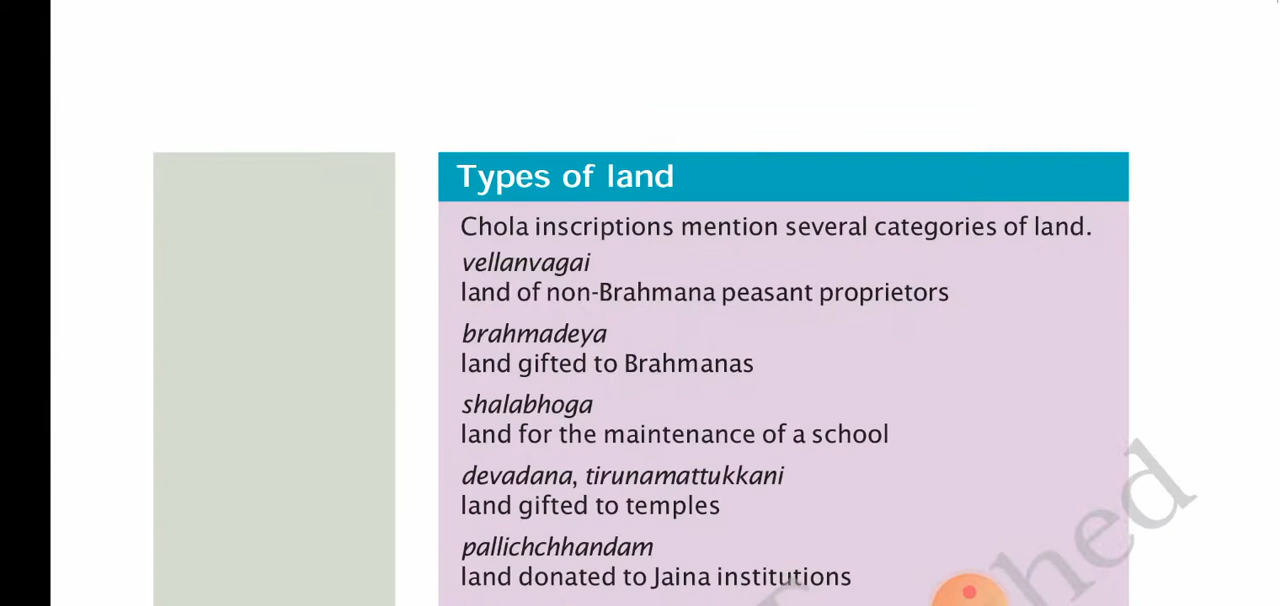 Types of land
Chola inscriptions mention several categories of land.
vellanvagai
land of non-Brahmana peasant proprietors
brahmadeya
land gifted to Brahmanas
shalabhoga
land for the maintenance of a school
devadana, tirunamattukkani
land gifted to temples
pallichchhandam
land donated to Jaina institutions